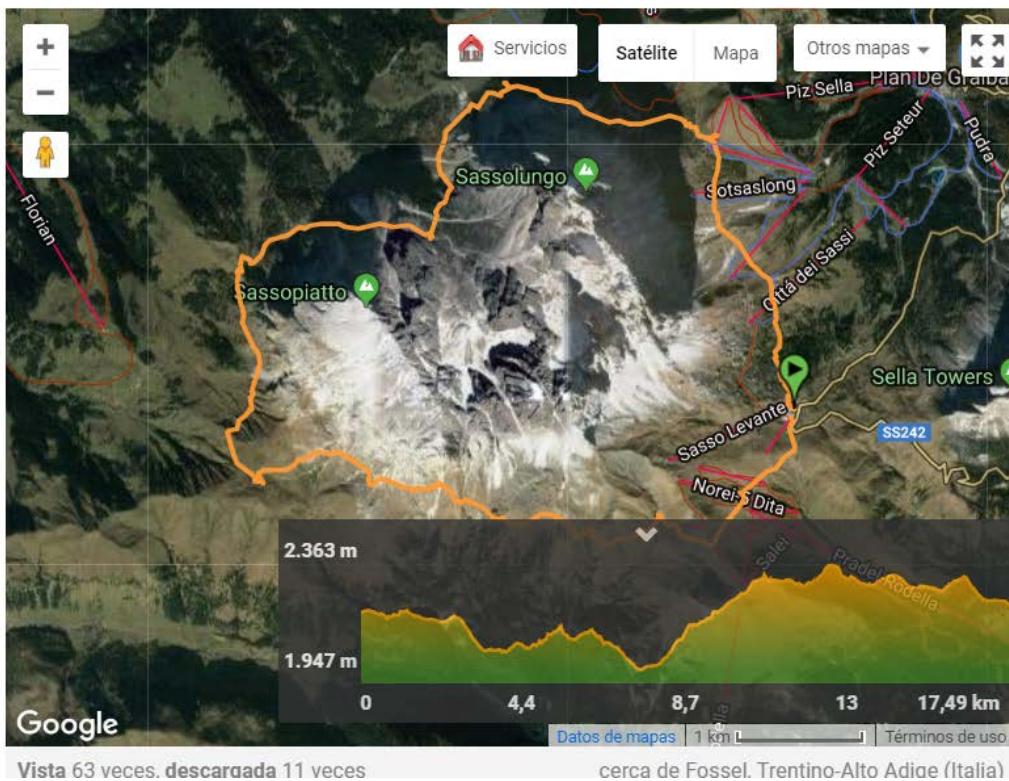 +
Servicios
Satélite
Mapa
Otros mapas
−
Plan De Gralba
Piz Sella
Piz Seteur
Pudra
Sassolungo
Sotsaslong
Florian
Città dei Sassi
Sassopiatto
Sella Towers
Sasso Levante
SS242
Norei-5 Dita
2.363 m
Salei
Pradel Rodella
1.947 m
0
4,4
8,7
13
17,49 km
Google
Datos de mapas
1 km
Términos de uso
Vista 63 veces, descargada 11 veces
cerca de Fossel, Trentino-Alto Adige (Italia)